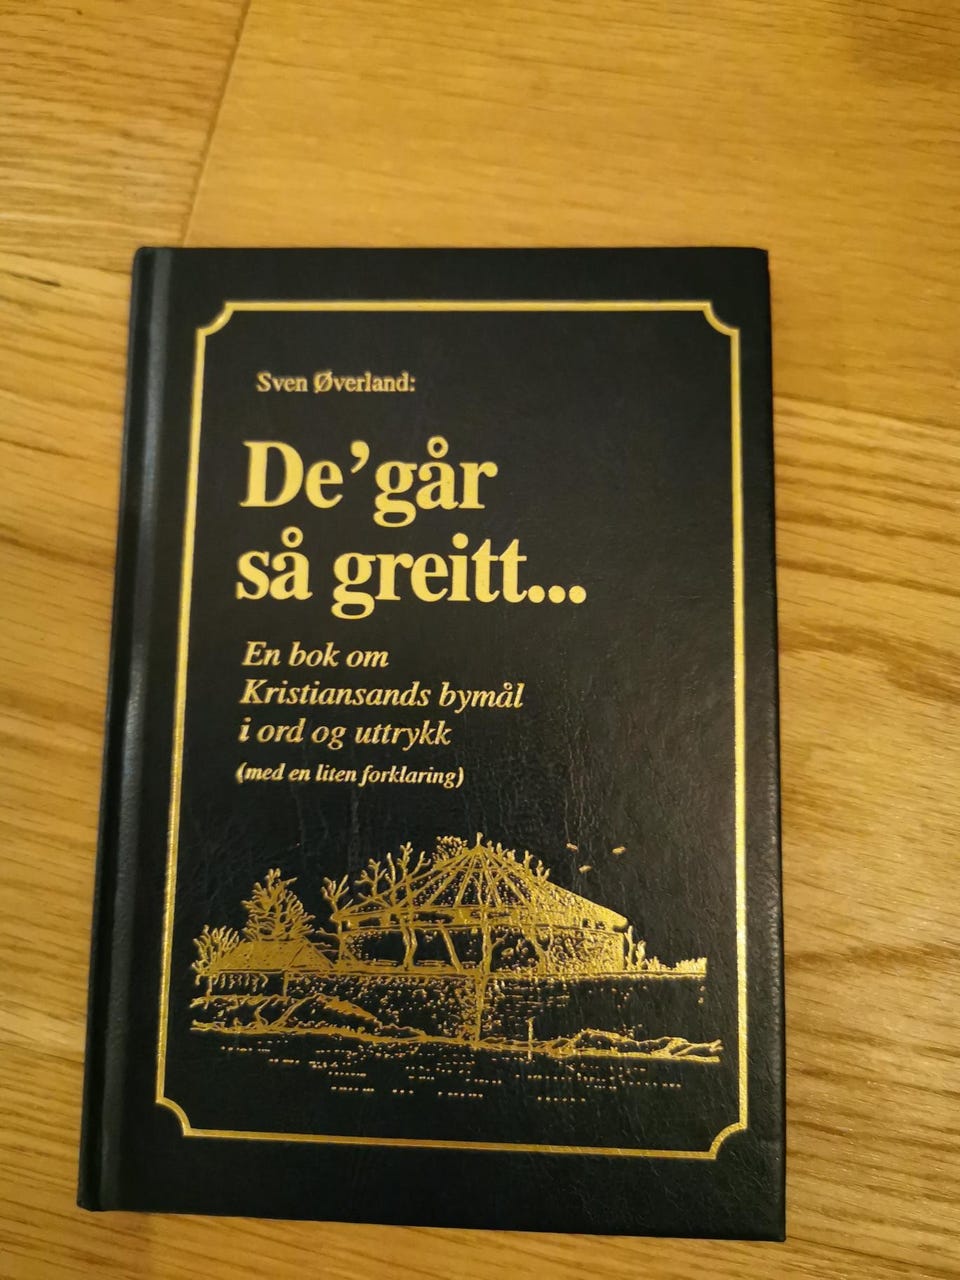 Sven Øverland:
De’går
så greitt...
En bok om
Kristiansands bymål
i ord og uttrykk
(med en liten forklaring)